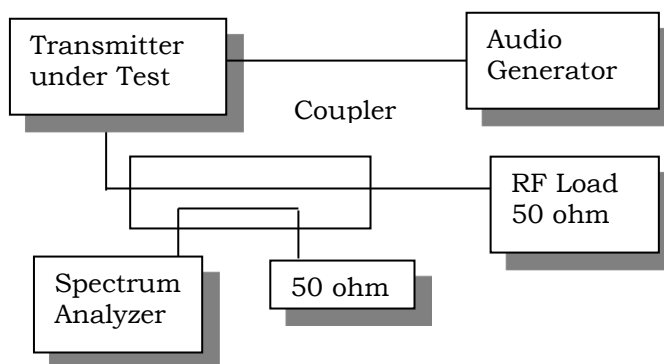 Transmitter
under Test
Audio
Generator
Coupler
RF Load
50 ohm
Spectrum
Analyzer
50 ohm